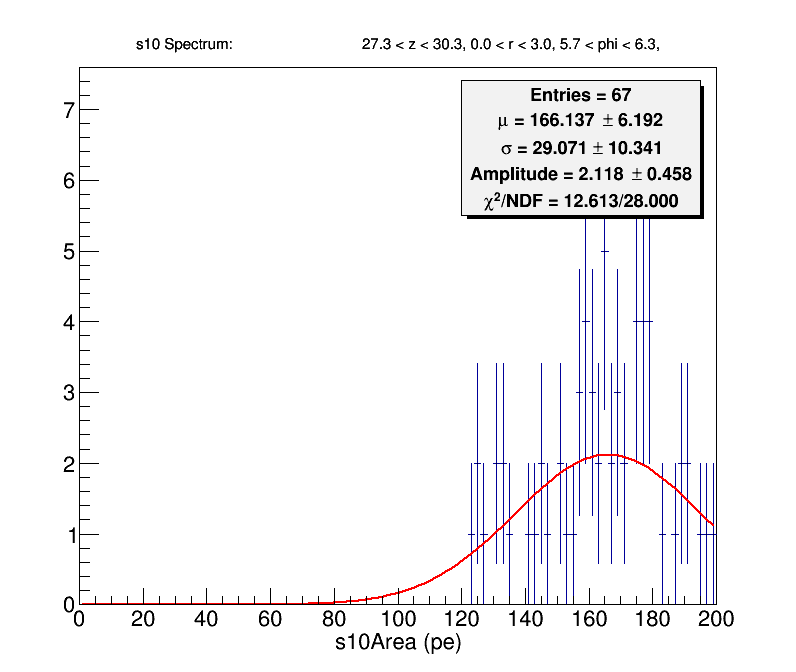 s10 Spectrum: 27.3 < z < 30.3, 0.0 < r < 3.0, 5.7 < phi < 6.3,
Entries = 67
μ = 166.137 ± 6.192
σ = 29.071 ± 10.341
Amplitude = 2.118 ± 0.458
χ²/NDF = 12.613/28.000
7
6
5
4
3
2
1
0
0 20 40 60 80 100 120 140 160 180 200
s10Area (pe)